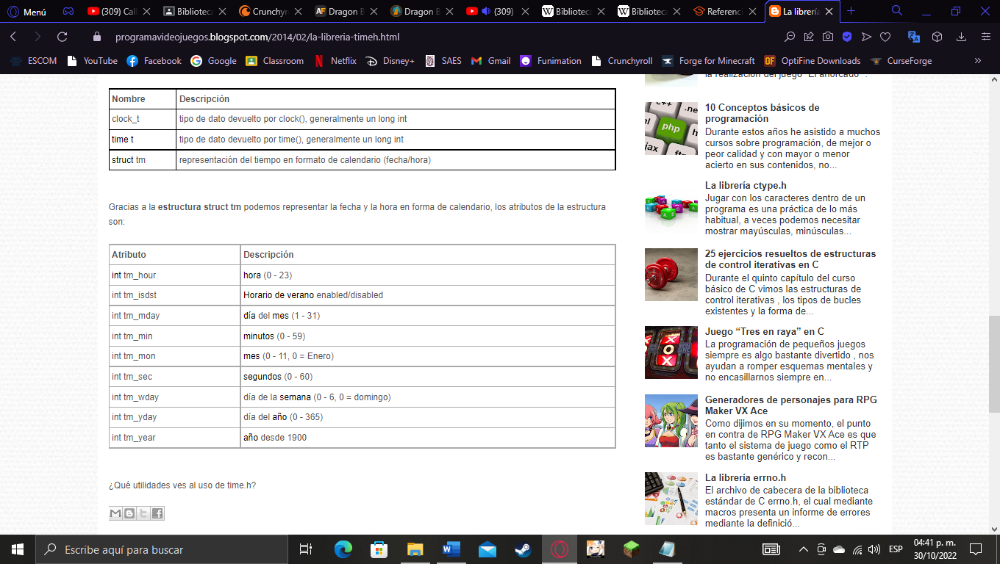 Menú
(309) Call
Biblioteca
Crunchyr
Dragon B
Dragon B
(309)
Biblioteca
Biblioteca
Referenci
La librería
programavideojuegos.blogspot.com/2014/02/la-libreria-timeh.html
ESCOM
YouTube
Facebook
Google
Classroom
Netflix
Disney+
SAES
Gmail
Funimation
Crunchyroll
Forge for Minecraft
OptiFine Downloads
CurseForge
»
Nombre Descripción
clock_t tipo de dato devuelto por clock(), generalmente un long int
time t tipo de dato devuelto por time(), generalmente un long int
struct tm representación del tiempo en formato de calendario (fecha/hora)
Gracias a la estructura struct tm podemos representar la fecha y la hora en forma de calendario, los atributos de la estructura
son:
Atributo Descripción
int tm_hour hora (0 - 23)
int tm_isdst Horario de verano enabled/disabled
int tm_mday día del mes (1 - 31)
int tm_min minutos (0 - 59)
int tm_mon mes (0 - 11, 0 = Enero)
int tm_sec segundos (0 - 60)
int tm_wday día de la semana (0 - 6, 0 = domingo)
int tm_yday día del año (0 - 365)
int tm_year año desde 1900
¿Qué utilidades ves al uso de time.h?
la realización del juego "El ahorcado" .
10 Conceptos básicos de
programación
Durante estos años he asistido a muchos
cursos sobre programación, de mejor o
peor calidad y con mayor o menor
acierto en sus contenidos, no...
La librería ctype.h
Jugar con los caracteres dentro de un
programa es una práctica de lo más
habitual, a veces podemos necesitar
mostrar mayúsculas, minúsculas...
25 ejercicios resueltos de estructuras
de control iterativas en C
Durante el quinto capítulo del curso
básico de C vimos las estructuras de
control iterativas , los tipos de bucles
existentes y la forma de...
Juego “Tres en raya” en C
La programación de pequeños juegos
siempre es algo bastante divertido , nos
ayudan a romper esquemas mentales y
no encasillarnos siempre en...
Generadores de personajes para RPG
Maker VX Ace
Como dijimos en su momento, el punto
en contra de RPG Maker VX Ace es que
tanto el sistema de juego como el RTP
es bastante genérico y recon...
La librería errno.h
El archivo de cabecera de la biblioteca
estándar de C errno.h, el cual mediante
macros presenta un informe de errores
mediante la definició...
c++
.ne
php
jax
Escribe aquí para buscar
ESP
04:41 p. m.
30/10/2022